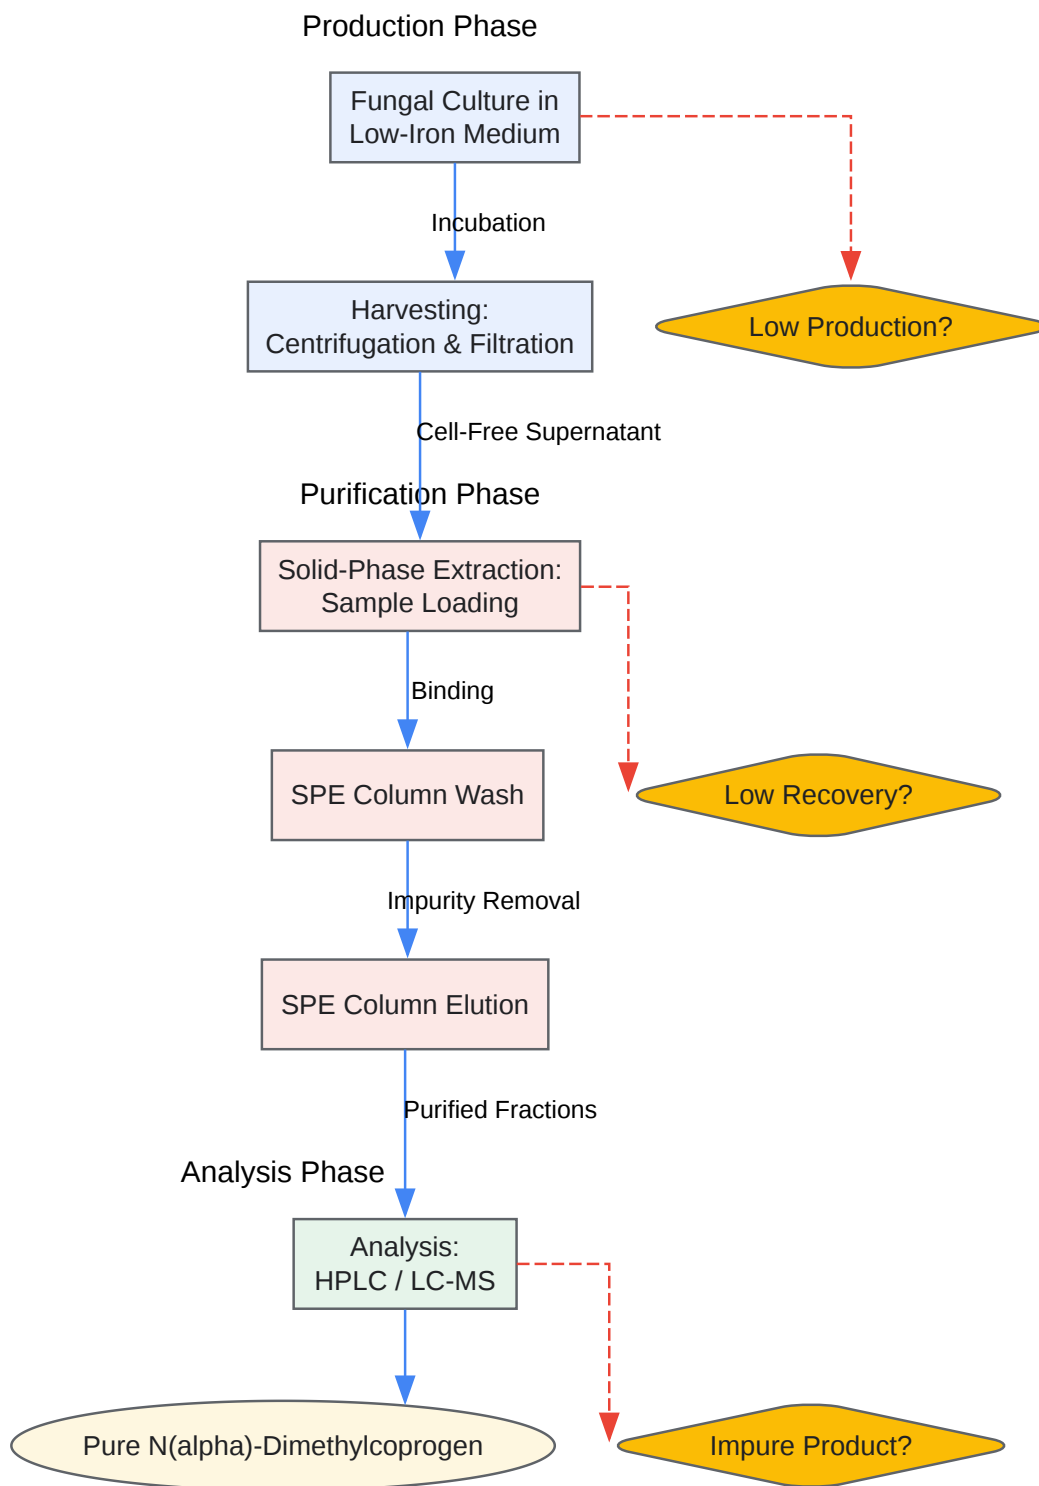 Production Phase
Fungal Culture in
Low-Iron Medium
Incubation
Harvesting:
Centrifugation & Filtration
Low Production?
Cell-Free Supernatant
Purification Phase
Solid-Phase Extraction:
Sample Loading
Binding
SPE Column Wash
Low Recovery?
Impurity Removal
SPE Column Elution
Purified Fractions
Analysis Phase
Analysis:
HPLC / LC-MS
Pure N(alpha)-Dimethylcoprogen
Impure Product?